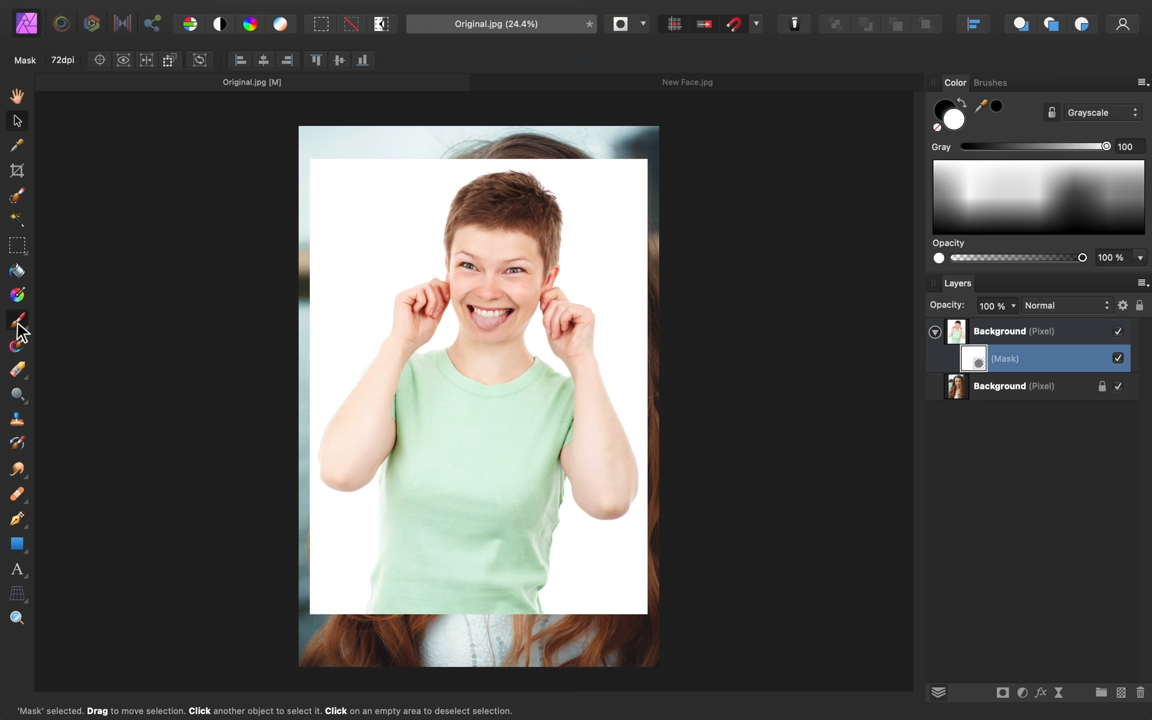 Original.jpg (24.4%)
*
Mask 72dpi
Original.jpg [M]
New Face.jpg
Color Brushes
Grayscale
Gray 100
Opacity
100 %
Layers
Opacity: 100 % Normal
Background (Pixel)
(Mask)
Background (Pixel)
A
fx
'Mask' selected. Drag to move selection. Click another object to select it. Click on an empty area to deselect selection.